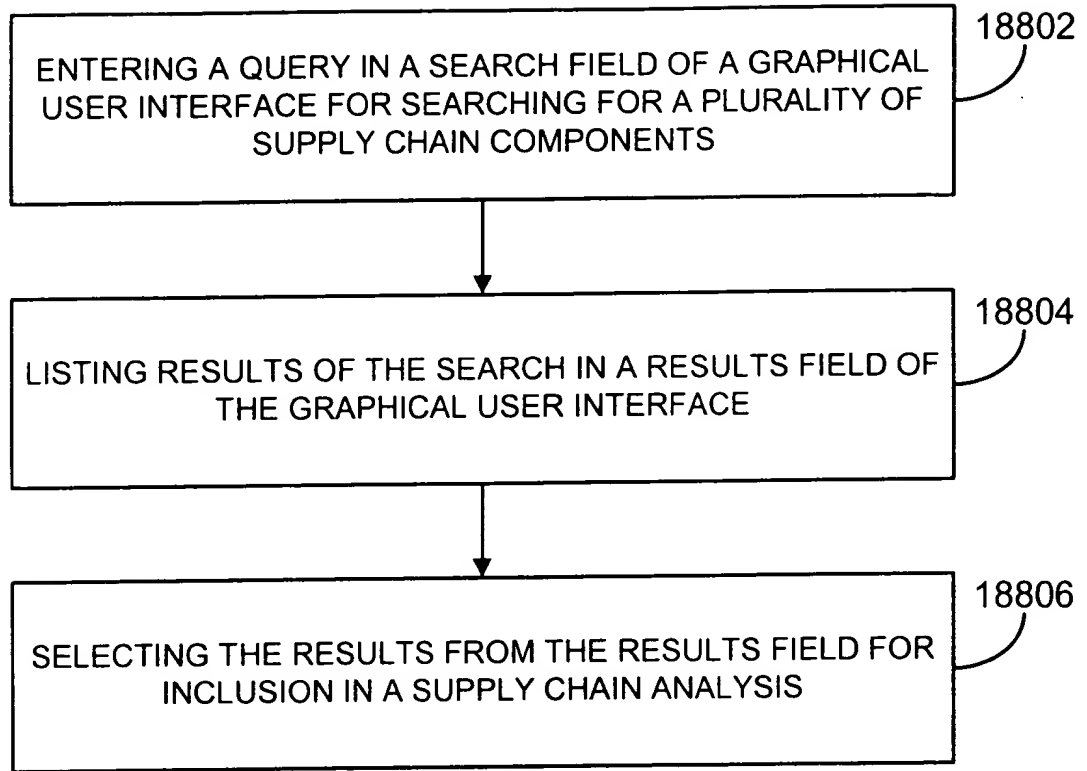 18802
ENTERING A QUERY IN A SEARCH FIELD OF A GRAPHICAL
USER INTERFACE FOR SEARCHING FOR A PLURALITY OF
SUPPLY CHAIN COMPONENTS
18804
LISTING RESULTS OF THE SEARCH IN A RESULTS FIELD OF
THE GRAPHICAL USER INTERFACE
18806
SELECTING THE RESULTS FROM THE RESULTS FIELD FOR
INCLUSION IN A SUPPLY CHAIN ANALYSIS